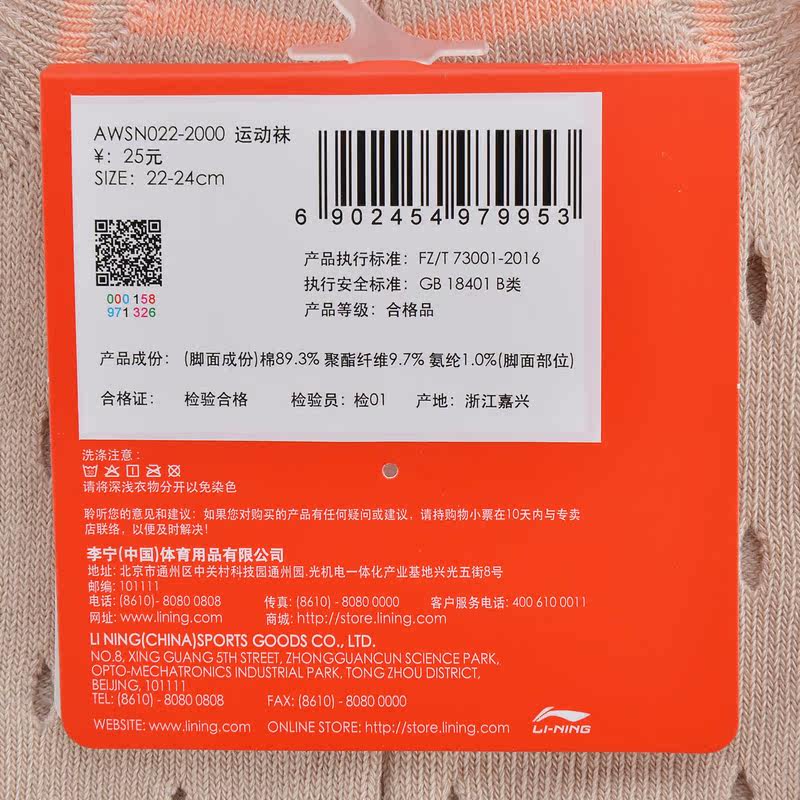 AWSN022-2000 运动袜
¥：25元
SIZE：22-24cm
6 902454 979953
000 158
971 326
产品执行标准：FZ/T 73001-2016
执行安全标准：GB 18401 B类
产品等级：合格品
产品成份：(脚面成份)棉89.3% 聚酯纤维9.7% 氨纶1.0%(脚面部位)
合格证： 检验合格 检验员：检01 产地：浙江嘉兴
洗涤注意：
请将深浅衣物分开以免染色
聆听您的意见和建议：如果您对购买的产品有任何疑问或建议，请持购物小票在10天内与专卖
店联络，以便及时解决！
李宁(中国)体育用品有限公司
地址：北京市通州区中关村科技园通州园.光机电一体化产业基地兴光五街8号
邮编：101111
电话：(8610) - 8080 0808 传真：(8610) - 8080 0000 客户服务电话：400 610 0011
网址：www.lining.com 商城：http://store.lining.com
LI NING(CHINA)SPORTS GOODS CO., LTD.
NO.8, XING GUANG 5TH STREET, ZHONGGUANCUN SCIENCE PARK,
OPTO-MECHATRONICS INDUSTRIAL PARK, TONG ZHOU DISTRICT,
BEIJING, 101111
TEL: (8610) - 8080 0808 FAX: (8610) - 8080 0000
WEBSITE: www.lining.com ONLINE STORE: http://store.lining.com
LI-NING